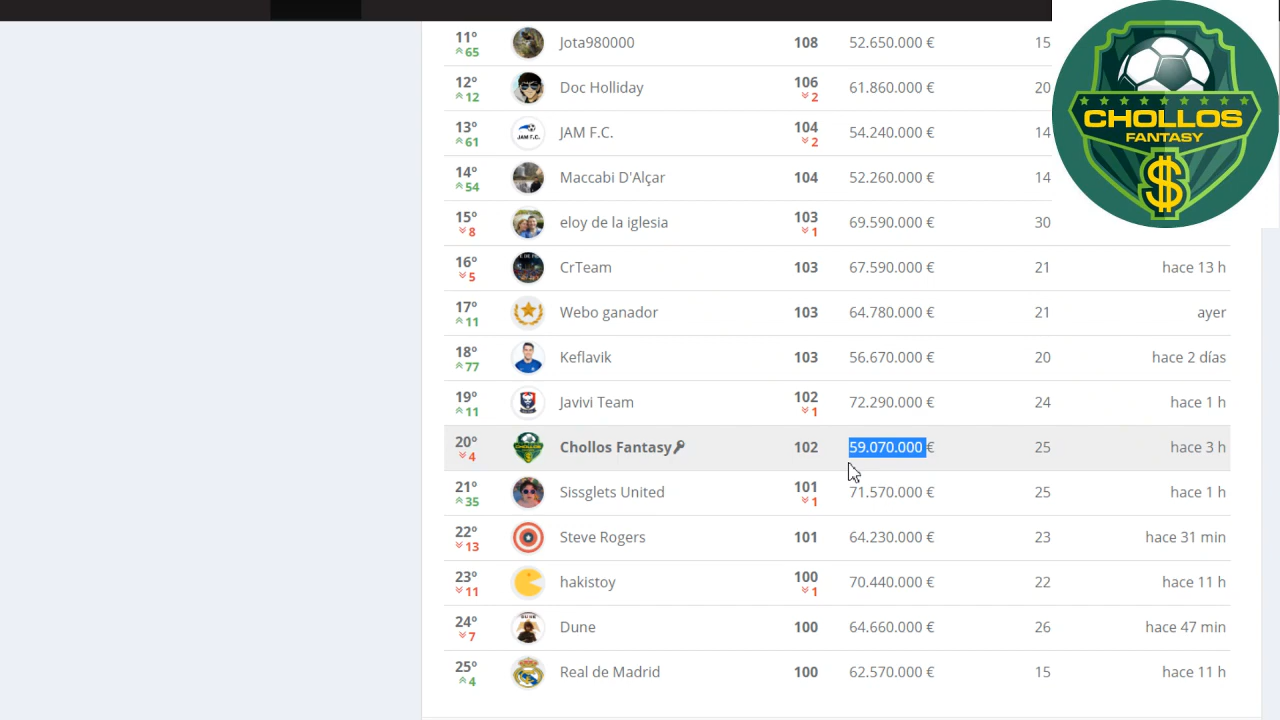 11º 65 Jota980000 108 52.650.000 € 15
12º 12 Doc Holliday 106 2 61.860.000 € 20
13º 61 JAM F.C. JAM F.C. 104 2 54.240.000 € 14
14º 54 Maccabi D'Alçar 104 52.260.000 € 14
15º 8 eloy de la iglesia 103 1 69.590.000 € 30
16º 5 CrTeam 103 67.590.000 € 21 hace 13 h
17º 11 Webo ganador 103 64.780.000 € 21 ayer
18º 77 Keflavik 103 56.670.000 € 20 hace 2 días
19º 11 Javivi Team 102 1 72.290.000 € 24 hace 1 h
20º 4 Chollos Fantasy 102 59.070.000 € 25 hace 3 h
21º 35 Sissglets United 101 1 71.570.000 € 25 hace 1 h
22º 13 Steve Rogers 101 64.230.000 € 23 hace 31 min
23º 11 hakistoy 100 1 70.440.000 € 22 hace 11 h
24º 7 Dune 100 64.660.000 € 26 hace 47 min
25º 4 Real de Madrid 100 62.570.000 € 15 hace 11 h
CHOLLOS
FANTASY
$